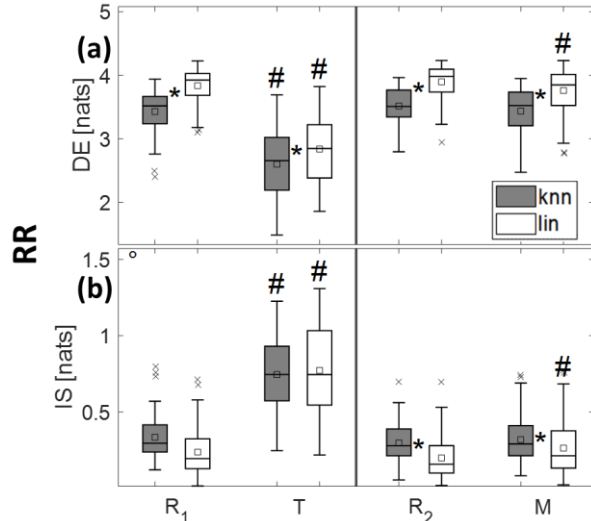 (a)
DE [nats]
5
4
3
2
*
#
*
#
*
#
*
knn
lin
RR
(b)
IS [nats]
1.5
1
0.5
#
#
*
#
*
R₁
T
R₂
M